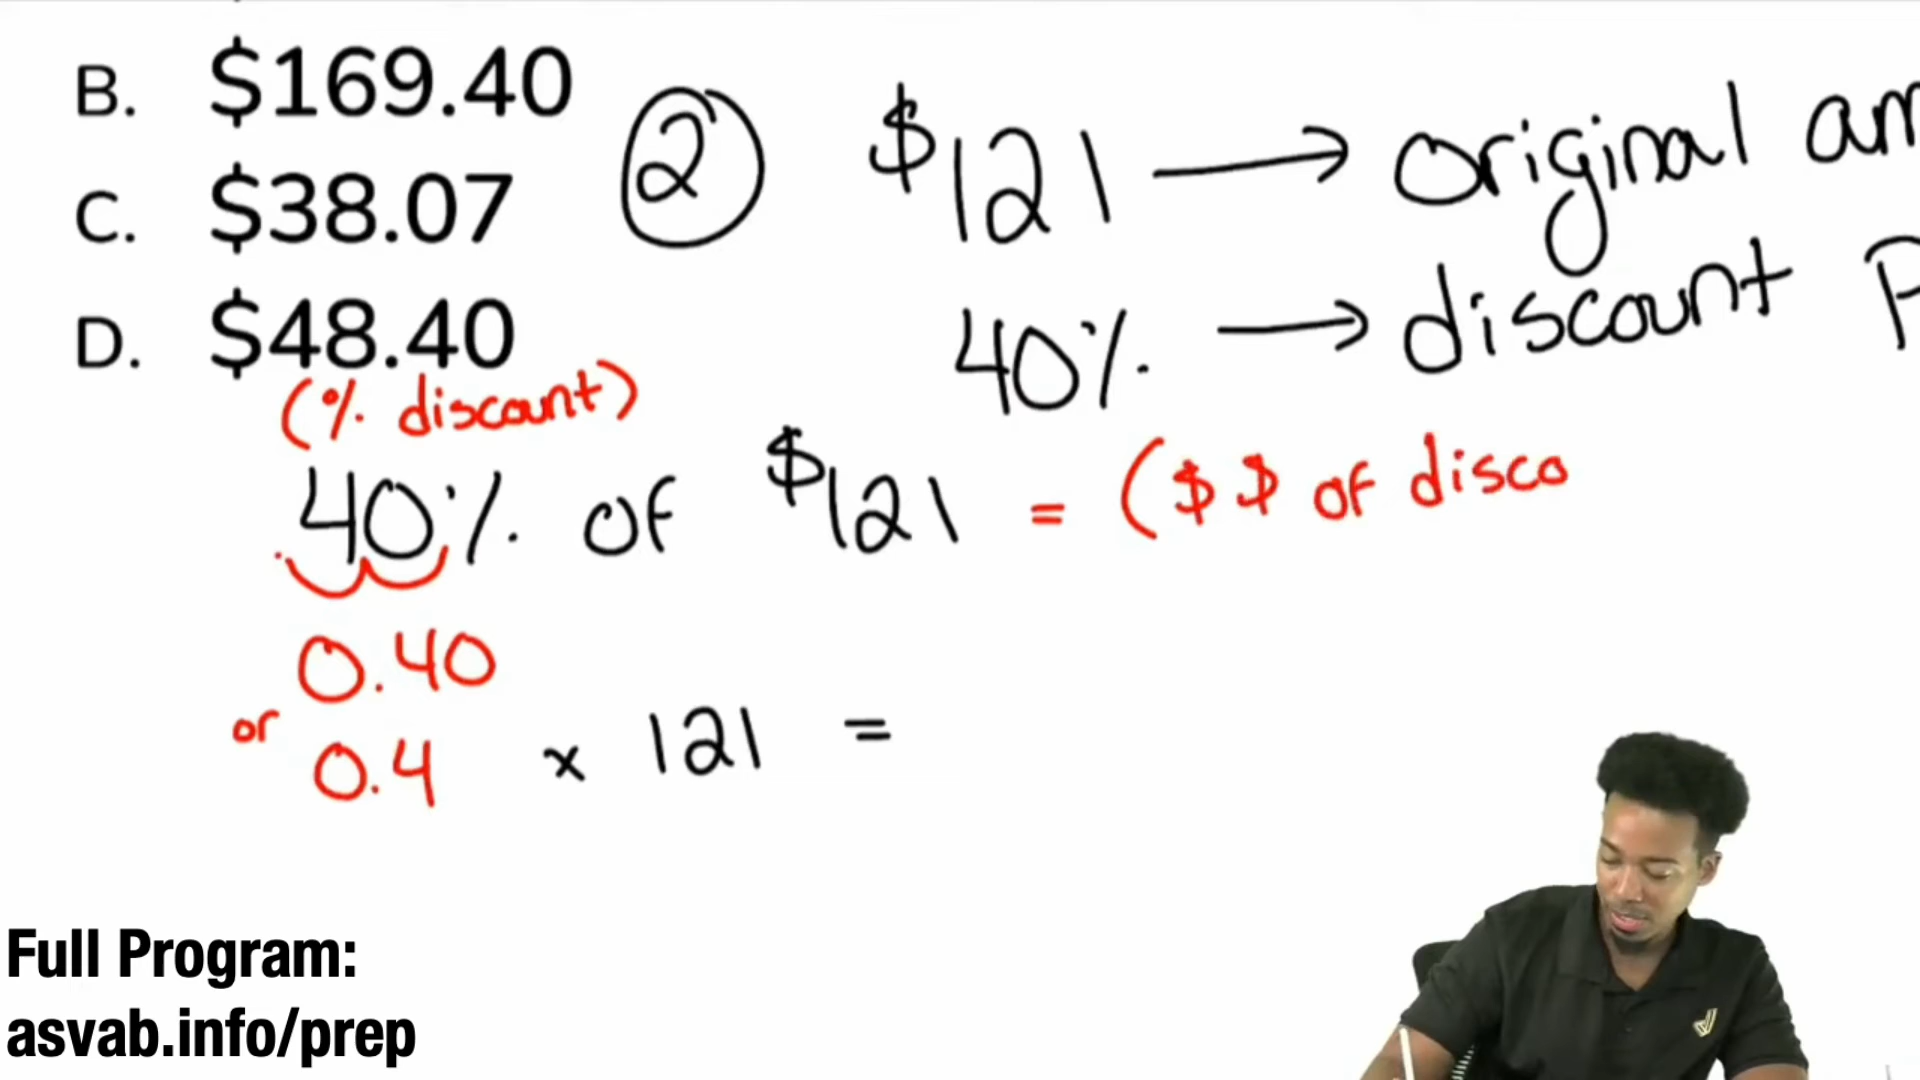 B. $169.40
C. $38.07
D. $48.40
② $121 → original am
40% → discount P
(% discount)
40% of $121 = ($$ of disco
0.40
or 0.4 x 121 =
Full Program:
asvab.info/prep